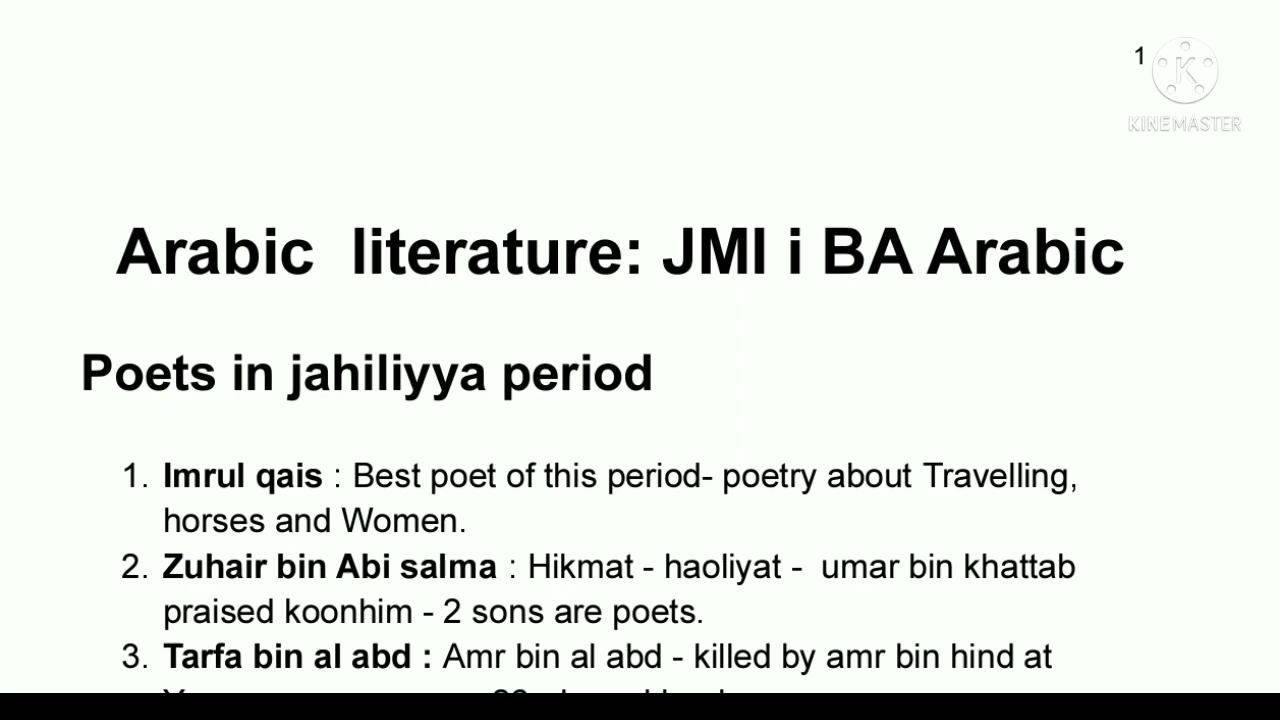 1
KINEMASTER
Arabic literature: JMI i BA Arabic
Poets in jahiliyya period
1. Imrul qais : Best poet of this period- poetry about Travelling,
horses and Women.
2. Zuhair bin Abi salma : Hikmat - haoliyat - umar bin khattab
praised koonhim - 2 sons are poets.
3. Tarfa bin al abd : Amr bin al abd - killed by amr bin hind at